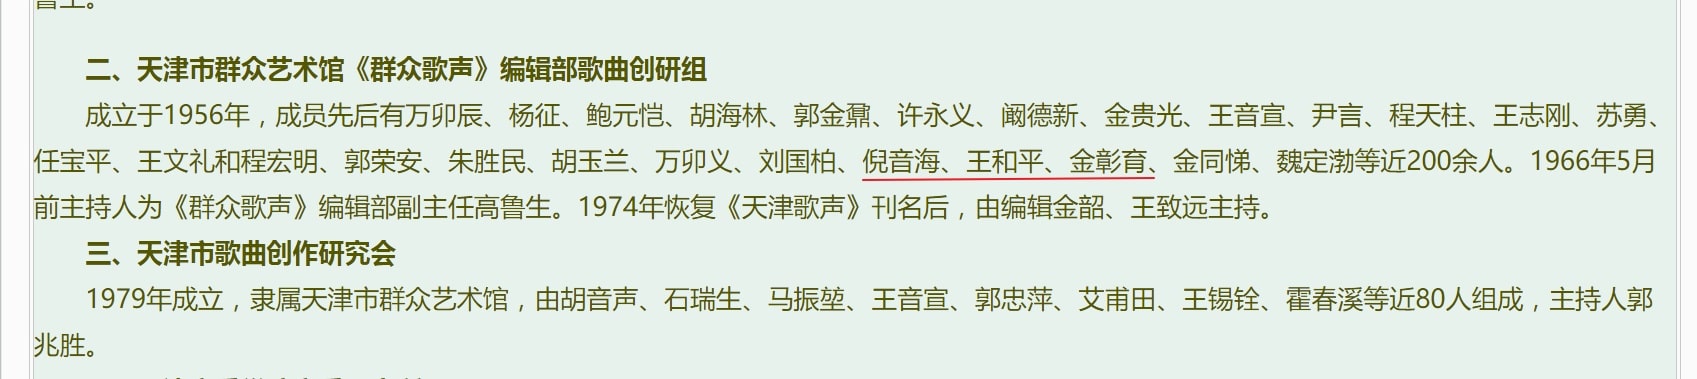 鲁生。
二、天津市群众艺术馆《群众歌声》编辑部歌曲创研组
成立于1956年，成员先后有万卯辰、杨征、鲍元恺、胡海林、郭金鼐、许永义、阚德新、金贵光、王音宣、尹言、程天柱、王志刚、苏勇、
任宝平、王文礼和程宏明、郭荣安、朱胜民、胡玉兰、万卯义、刘国柏、倪音海、王和平、金彰育、金同悌、魏定渤等近200余人。1966年5月
前主持人为《群众歌声》编辑部副主任高鲁生。1974年恢复《天津歌声》刊名后，由编辑金韶、王致远主持。
三、天津市歌曲创作研究会
1979年成立，隶属天津市群众艺术馆，由胡音声、石瑞生、马振堃、王音宣、郭忠萍、艾甫田、王锡铨、霍春溪等近80人组成，主持人郭
兆胜。